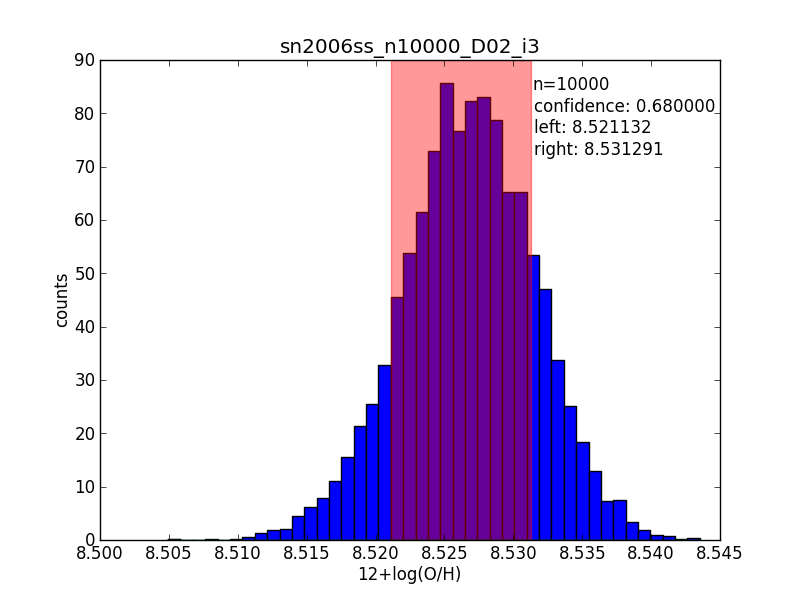 sn2006ss_n10000_D02_i3
n=10000
confidence: 0.680000
left: 8.521132
right: 8.531291
90
80
70
60
50
40
30
20
10
0
counts
8.500 8.505 8.510 8.515 8.520 8.525 8.530 8.535 8.540 8.545
12+log(O/H)